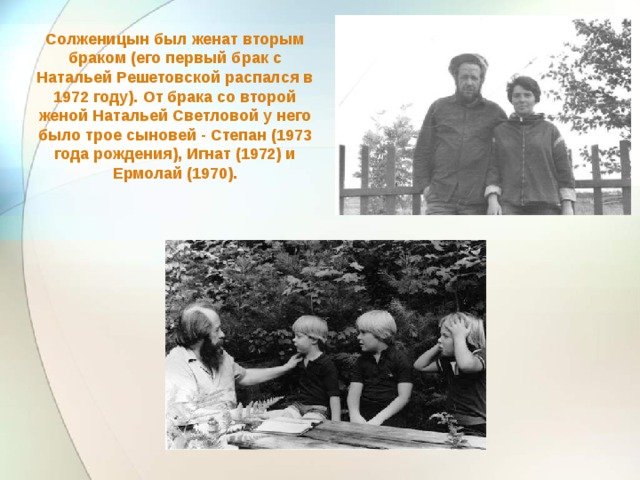 Солженицын был женат вторым
браком (его первый брак с
Натальей Решетовской распался в
1972 году). От брака со второй
женой Натальей Светловой у него
было трое сыновей - Степан (1973
года рождения), Игнат (1972) и
Ермолай (1970).